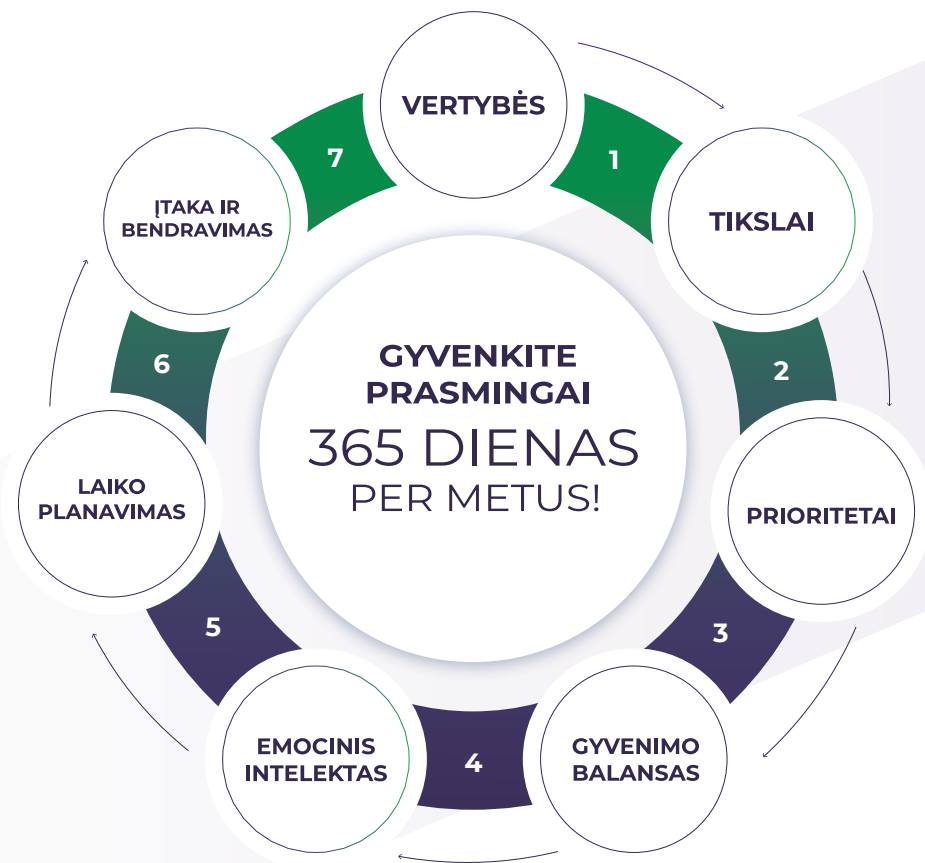 VERTYBĖS
1
TIKSLAI
2
PRIORITETAI
3
GYVENIMO
BALANSAS
4
EMOCINIS
INTELEKTAS
5
LAIKO
PLANAVIMAS
6
ĮTAKA IR
BENDRAVIMAS
7
GYVENKITE
PRASMINGAI
365 DIENAS
PER METUS!